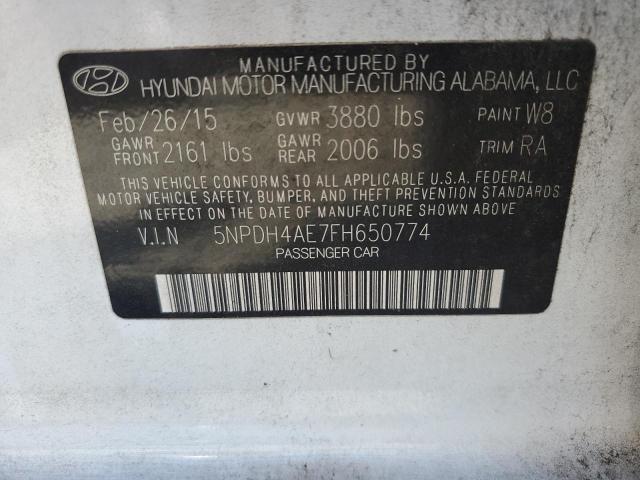 MANUFACTURED BY
HYUNDAI MOTOR MANUFACTURING ALABAMA, LLC
Feb/26/15 GVWR 3880 lbs PAINT W8
GAWR FRONT 2161 lbs GAWR REAR 2006 lbs TRIM RA
THIS VEHICLE CONFORMS TO ALL APPLICABLE U.S.A. FEDERAL
MOTOR VEHICLE SAFETY, BUMPER, AND THEFT PREVENTION STANDARDS
IN EFFECT ON THE DATE OF MANUFACTURE SHOWN ABOVE
V.I.N 5NPDH4AE7FH650774
PASSENGER CAR